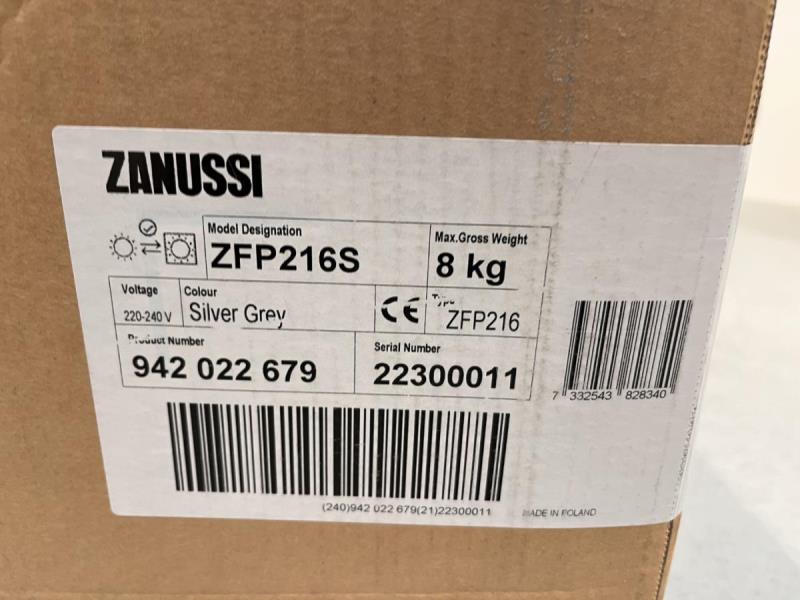 ZANUSSI
Model Designation
ZFP216S
Max.Gross Weight
8 kg
Voltage
220-240 V
Colour
Silver Grey
CE
Type
ZFP216
Product Number
942 022 679
Serial Number
22300011
7 332543 828340
(240)942 022 679(21)22300011
MADE IN POLAND